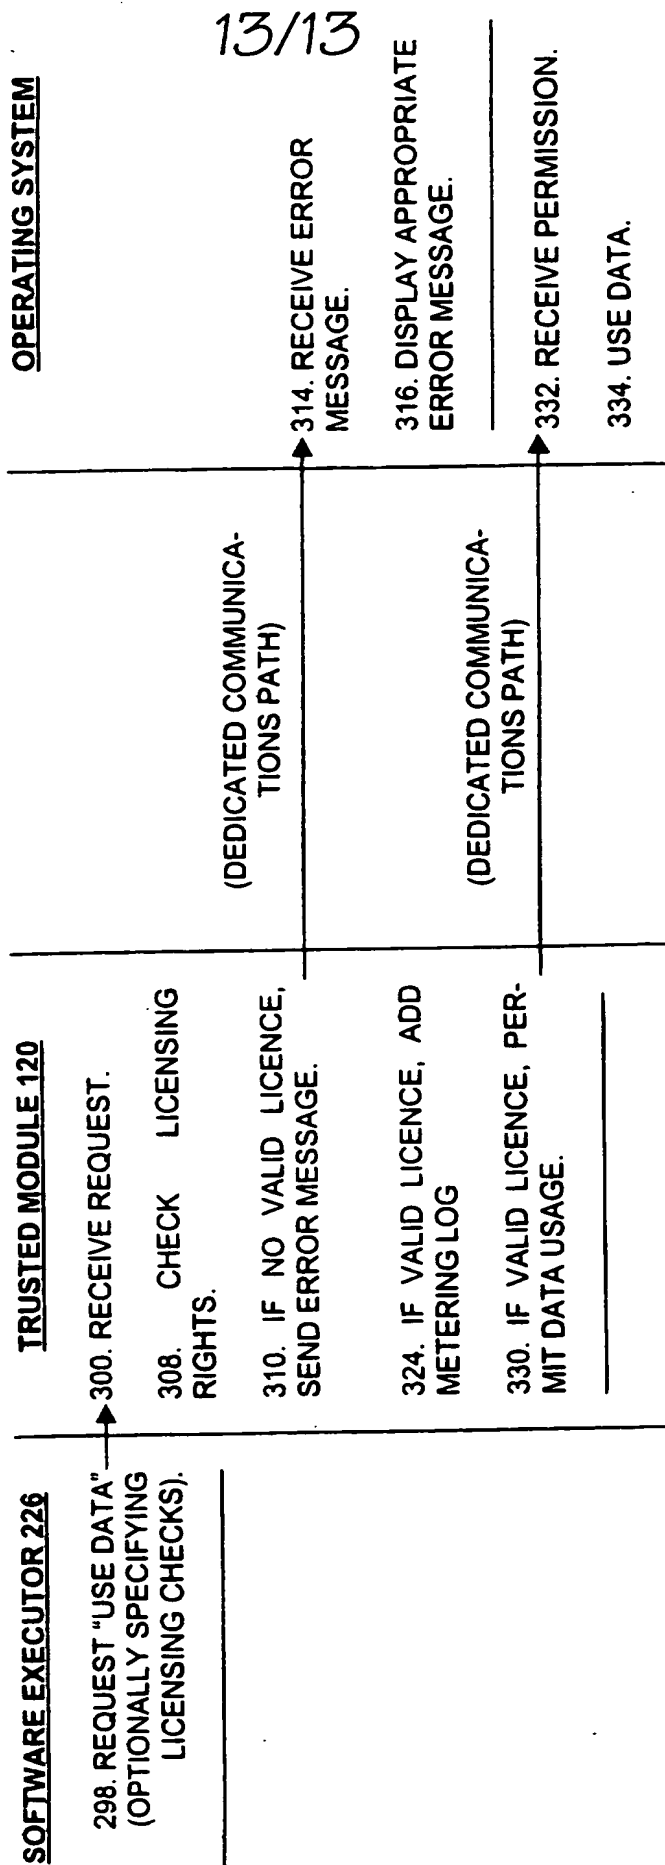 13/13
SOFTWARE EXECUTOR 226
298. REQUEST “USE DATA”
(OPTIONALLY SPECIFYING
LICENSING CHECKS).
TRUSTED MODULE 120
300. RECEIVE REQUEST.
308. CHECK LICENSING
RIGHTS.
310. IF NO VALID LICENCE,
SEND ERROR MESSAGE.
324. IF VALID LICENCE, ADD
METERING LOG
330. IF VALID LICENCE, PER-
MIT DATA USAGE.
(DEDICATED COMMUNICA-
TIONS PATH)
(DEDICATED COMMUNICA-
TIONS PATH)
OPERATING SYSTEM
314. RECEIVE ERROR
MESSAGE.
316. DISPLAY APPROPRIATE
ERROR MESSAGE.
332. RECEIVE PERMISSION.
334. USE DATA.